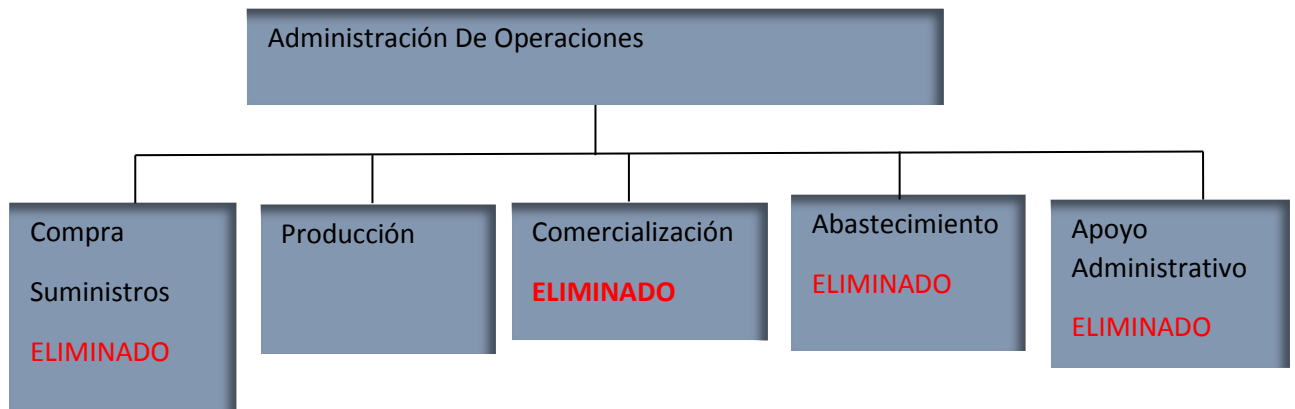 Administración De Operaciones
Compra
Suministros
ELIMINADO
Producción
Comercialización
ELIMINADO
Abastecimiento
ELIMINADO
Apoyo
Administrativo
ELIMINADO